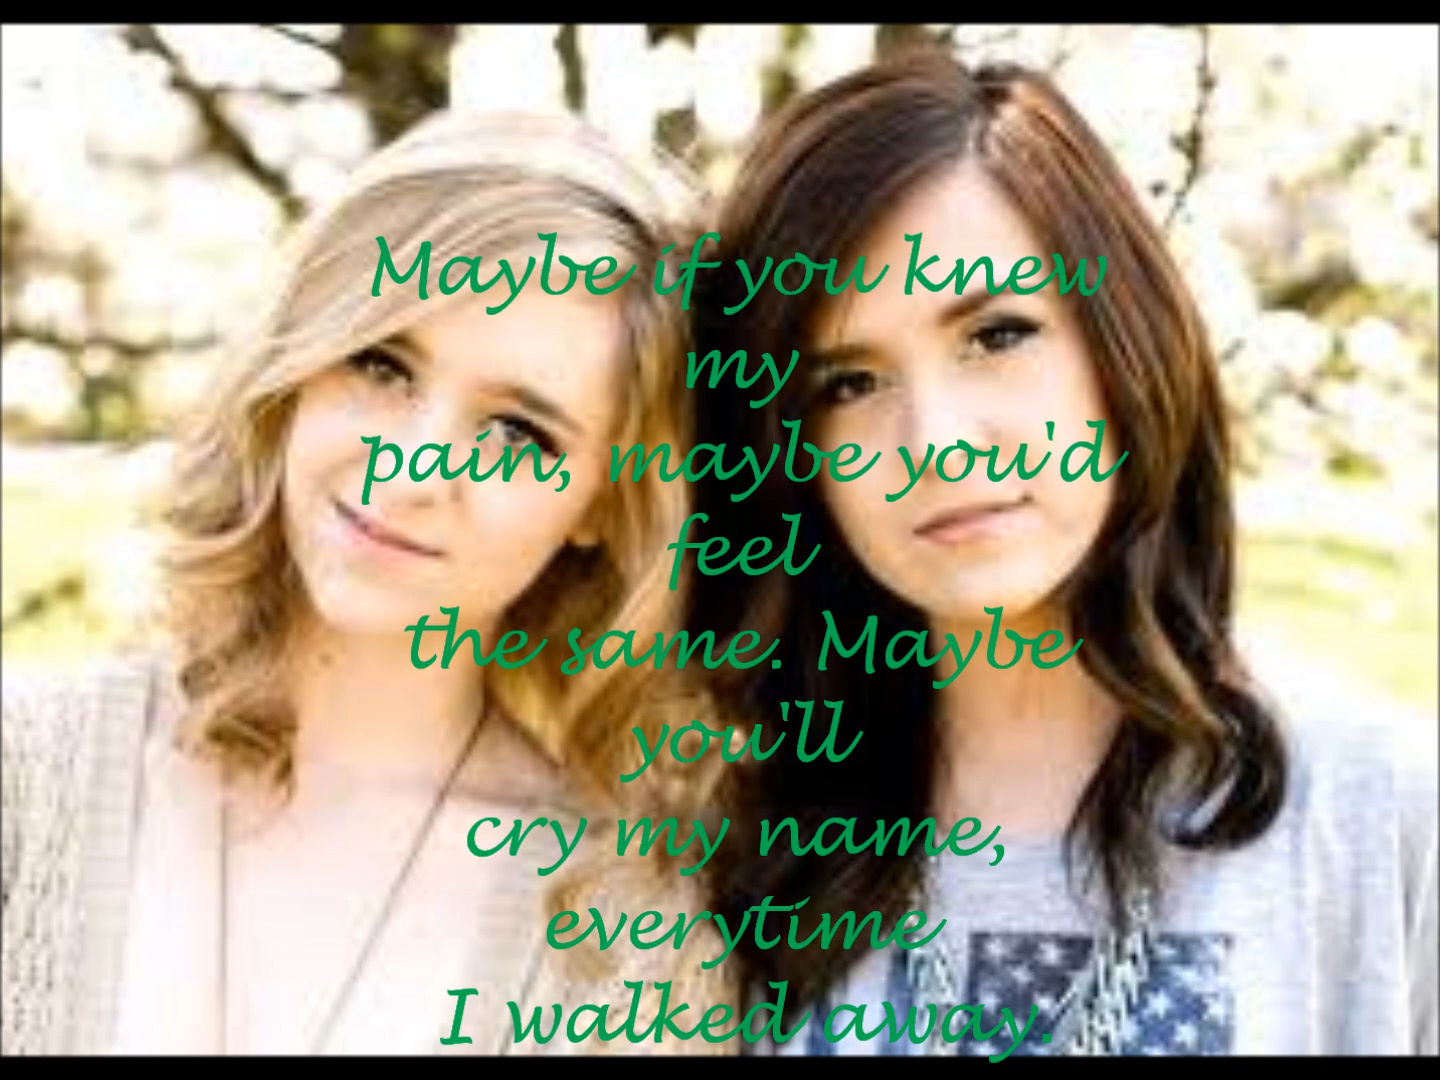 Maybe if you knew
my
pain, maybe you'd
feel
the same. Maybe
you'll
cry my name,
everytime
I walked away.